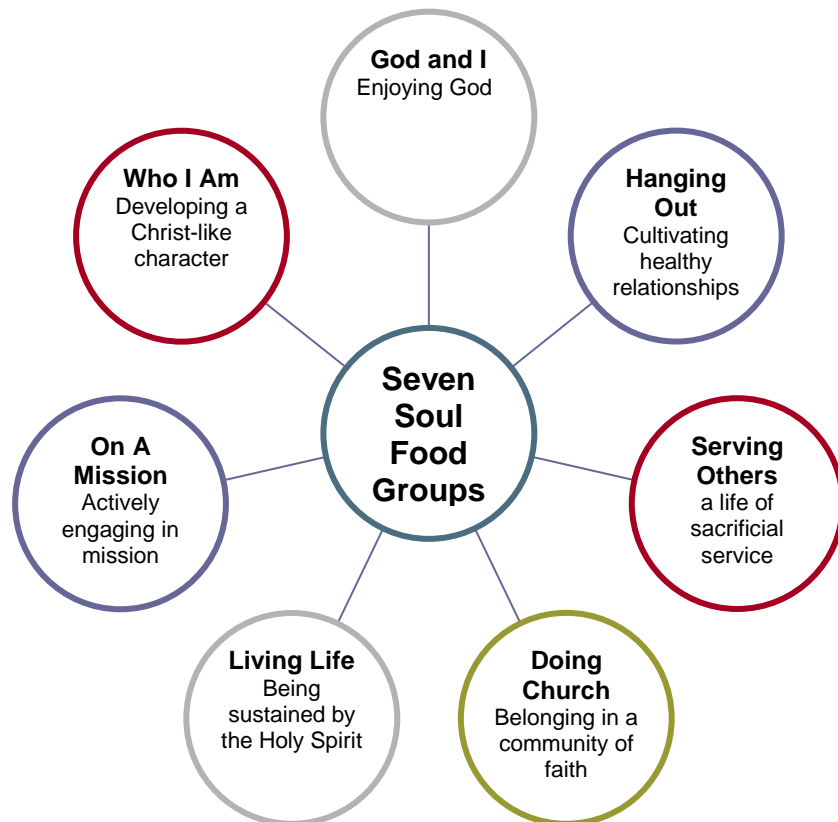 God and I
Enjoying God
Who I Am
Developing a
Christ-like
character
Hanging
Out
Cultivating
healthy
relationships
Seven
Soul
Food
Groups
On A
Mission
Actively
engaging in
mission
Serving
Others
a life of
sacrificial
service
Living Life
Being
sustained by
the Holy Spirit
Doing
Church
Belonging in a
community of
faith